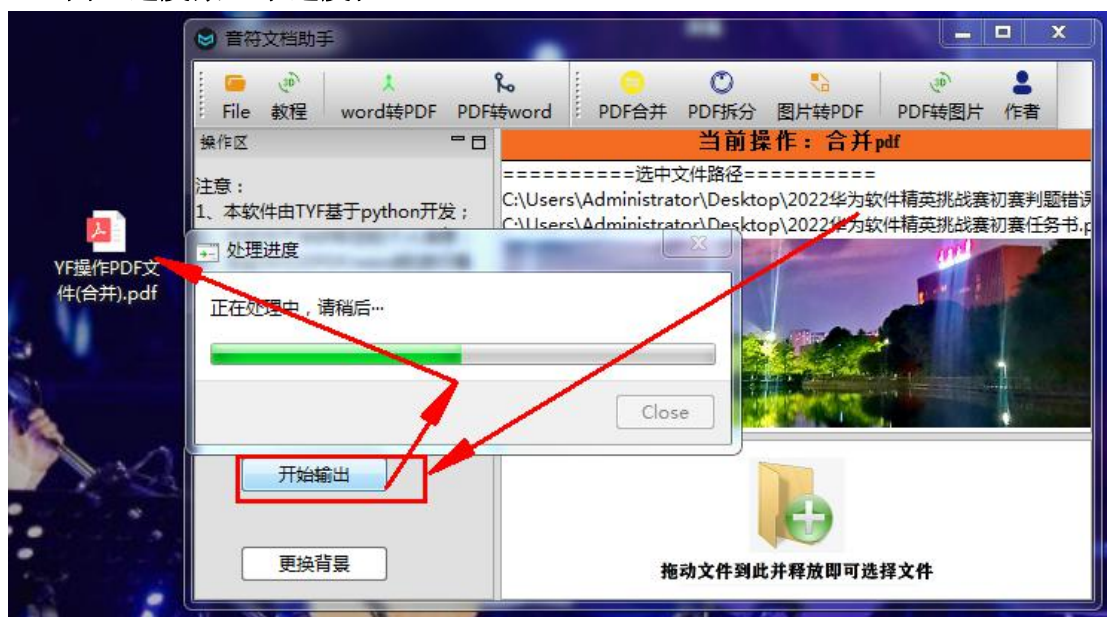 音符文档助手
File 教程 word转PDF PDF转word PDF合并 PDF拆分 图片转PDF PDF转图片 作者
操作区
当前操作：合并pdf
==========选中文件路径==========
注意：
C:\Users\Administrator\Desktop\2022华为软件精英挑战赛初赛判题错误
1、本软件由TYF基于python开发；
C:\Users\Administrator\Desktop\2022华为软件精英挑战赛初赛任务书.p
处理进度
YF操作PDF文
件(合并).pdf
正在处理中，请稍后…
Close
开始输出
更换背景
拖动文件到此并释放即可选择文件